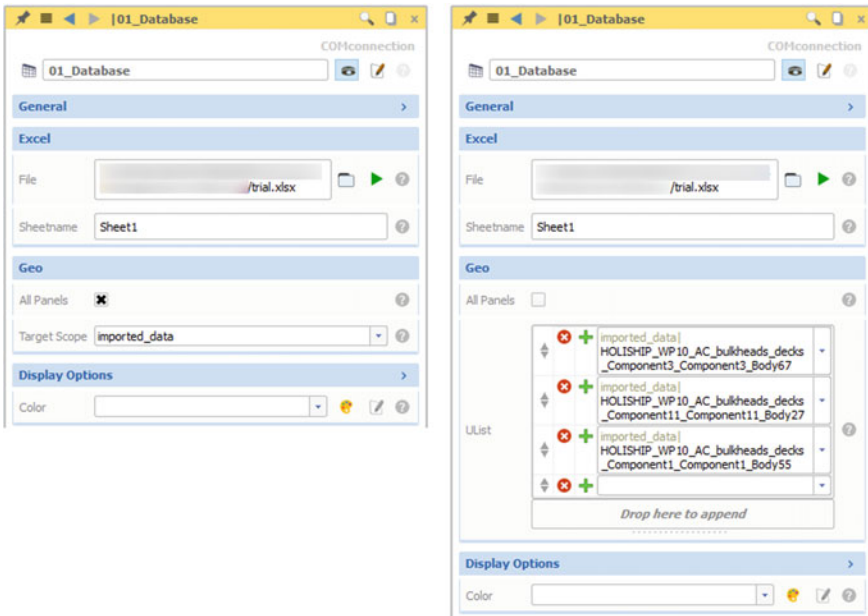 |01_Database
COMconnection
01_Database
General
Excel
File
/trial.xlsx
Sheetname
Sheet1
Geo
All Panels
Target Scope
imported_data
Display Options
Color
|01_Database
COMconnection
01_Database
General
Excel
File
/trial.xlsx
Sheetname
Sheet1
Geo
All Panels
UList
imported_data|
HOLISHIP_WP10_AC_bulkheads_decks
_Component3_Component3_Body67
imported_data|
HOLISHIP_WP10_AC_bulkheads_decks
_Component11_Component11_Body27
imported_data|
HOLISHIP_WP10_AC_bulkheads_decks
_Component1_Component1_Body55
Drop here to append
Display Options
Color